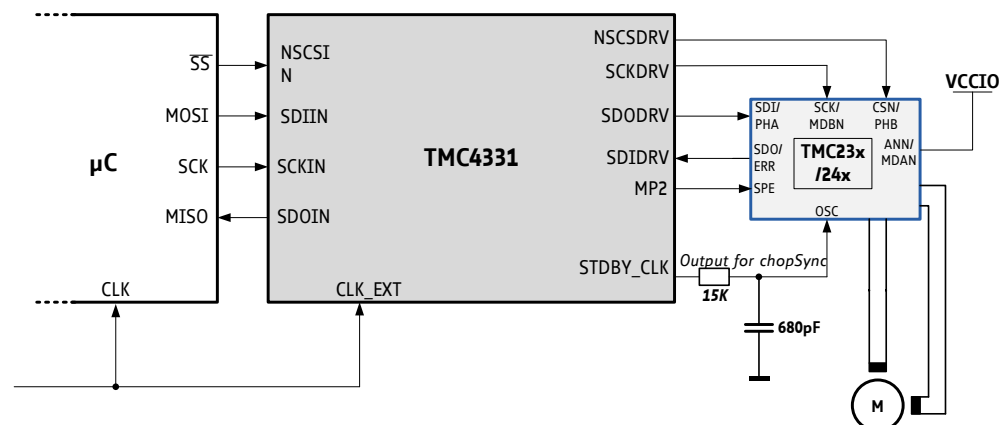 SS
MOSI
SCK
MISO
µC
CLK
NSCSI
N
SDIIN
SCKIN
SDOIN
CLK_EXT
TMC4331
NSCSDRV
SCKDRV
SDODRV
SDIDRV
MP2
STDBY_CLK
Output for chopSync
15K
680pF
SDI/
PHA
SCK/
MDBN
CSN/
PHB
SDO/
ERR
TMC23x
/24x
ANN/
MDAN
SPE
OSC
VCCIO
M